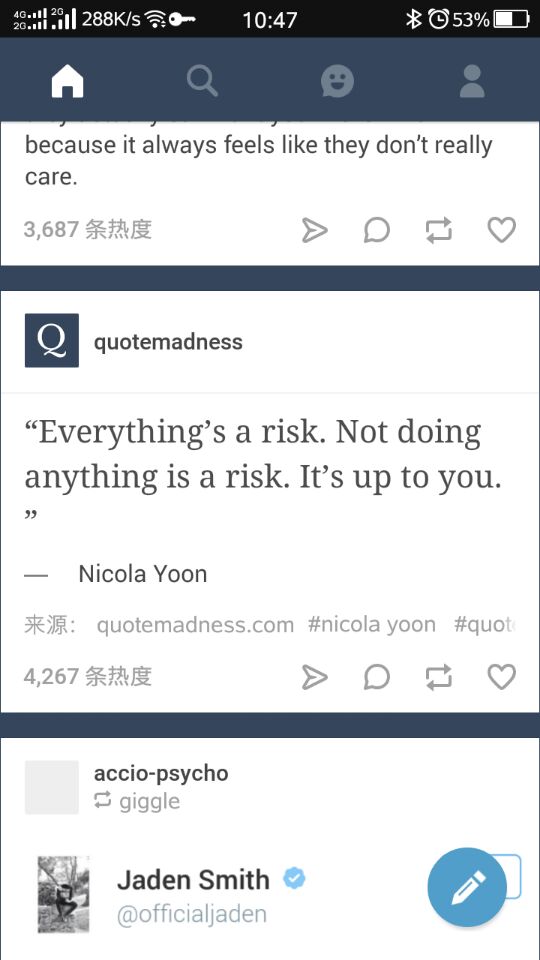 4G 2G 2G 288K/s 10:47 53%
because it always feels like they don’t really
care.
3,687 条热度
Q quotemadness
“Everything’s a risk. Not doing
anything is a risk. It’s up to you.
”
— Nicola Yoon
来源: quotemadness.com #nicola yoon #quot
4,267 条热度
accio-psycho
giggle
Jaden Smith
@officialjaden